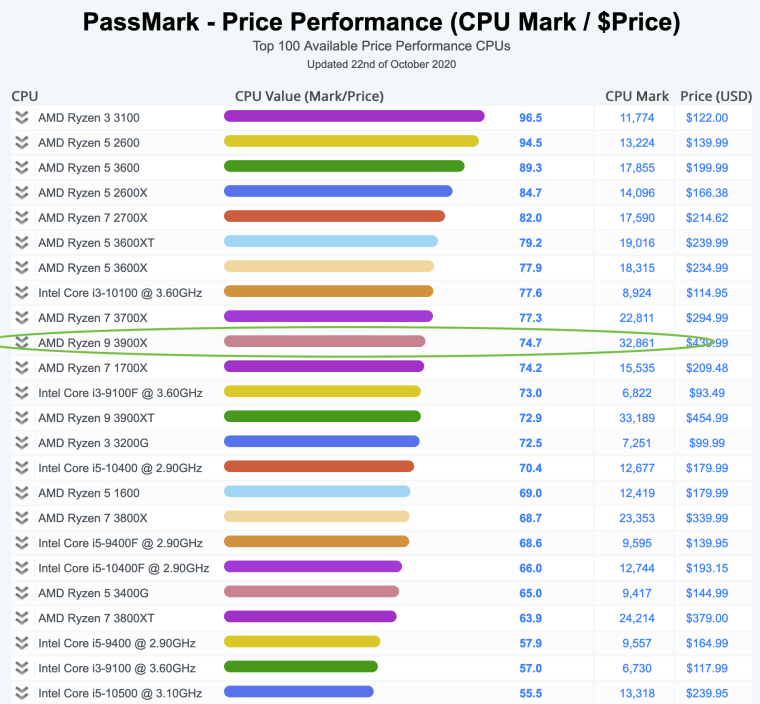 PassMark - Price Performance (CPU Mark / $Price)
Top 100 Available Price Performance CPUs
Updated 22nd of October 2020
CPU CPU Value (Mark/Price) CPU Mark Price (USD)
AMD Ryzen 3 3100 96.5 11,774 $122.00
AMD Ryzen 5 2600 94.5 13,224 $139.99
AMD Ryzen 5 3600 89.3 17,855 $199.99
AMD Ryzen 5 2600X 84.7 14,096 $166.38
AMD Ryzen 7 2700X 82.0 17,590 $214.62
AMD Ryzen 5 3600XT 79.2 19,016 $239.99
AMD Ryzen 5 3600X 77.9 18,315 $234.99
Intel Core i3-10100 @ 3.60GHz 77.6 8,924 $114.95
AMD Ryzen 7 3700X 77.3 22,811 $294.99
AMD Ryzen 9 3900X 74.7 32,861 $439.99
AMD Ryzen 7 1700X 74.2 15,535 $209.48
Intel Core i3-9100F @ 3.60GHz 73.0 6,822 $93.49
AMD Ryzen 9 3900XT 72.9 33,189 $454.99
AMD Ryzen 3 3200G 72.5 7,251 $99.99
Intel Core i5-10400 @ 2.90GHz 70.4 12,677 $179.99
AMD Ryzen 5 1600 69.0 12,419 $179.99
AMD Ryzen 7 3800X 68.7 23,353 $339.99
Intel Core i5-9400F @ 2.90GHz 68.6 9,595 $139.95
Intel Core i5-10400F @ 2.90GHz 66.0 12,744 $193.15
AMD Ryzen 5 3400G 65.0 9,417 $144.99
AMD Ryzen 7 3800XT 63.9 24,214 $379.00
Intel Core i5-9400 @ 2.90GHz 57.9 9,557 $164.99
Intel Core i3-9100 @ 3.60GHz 57.0 6,730 $117.99
Intel Core i5-10500 @ 3.10GHz 55.5 13,318 $239.95